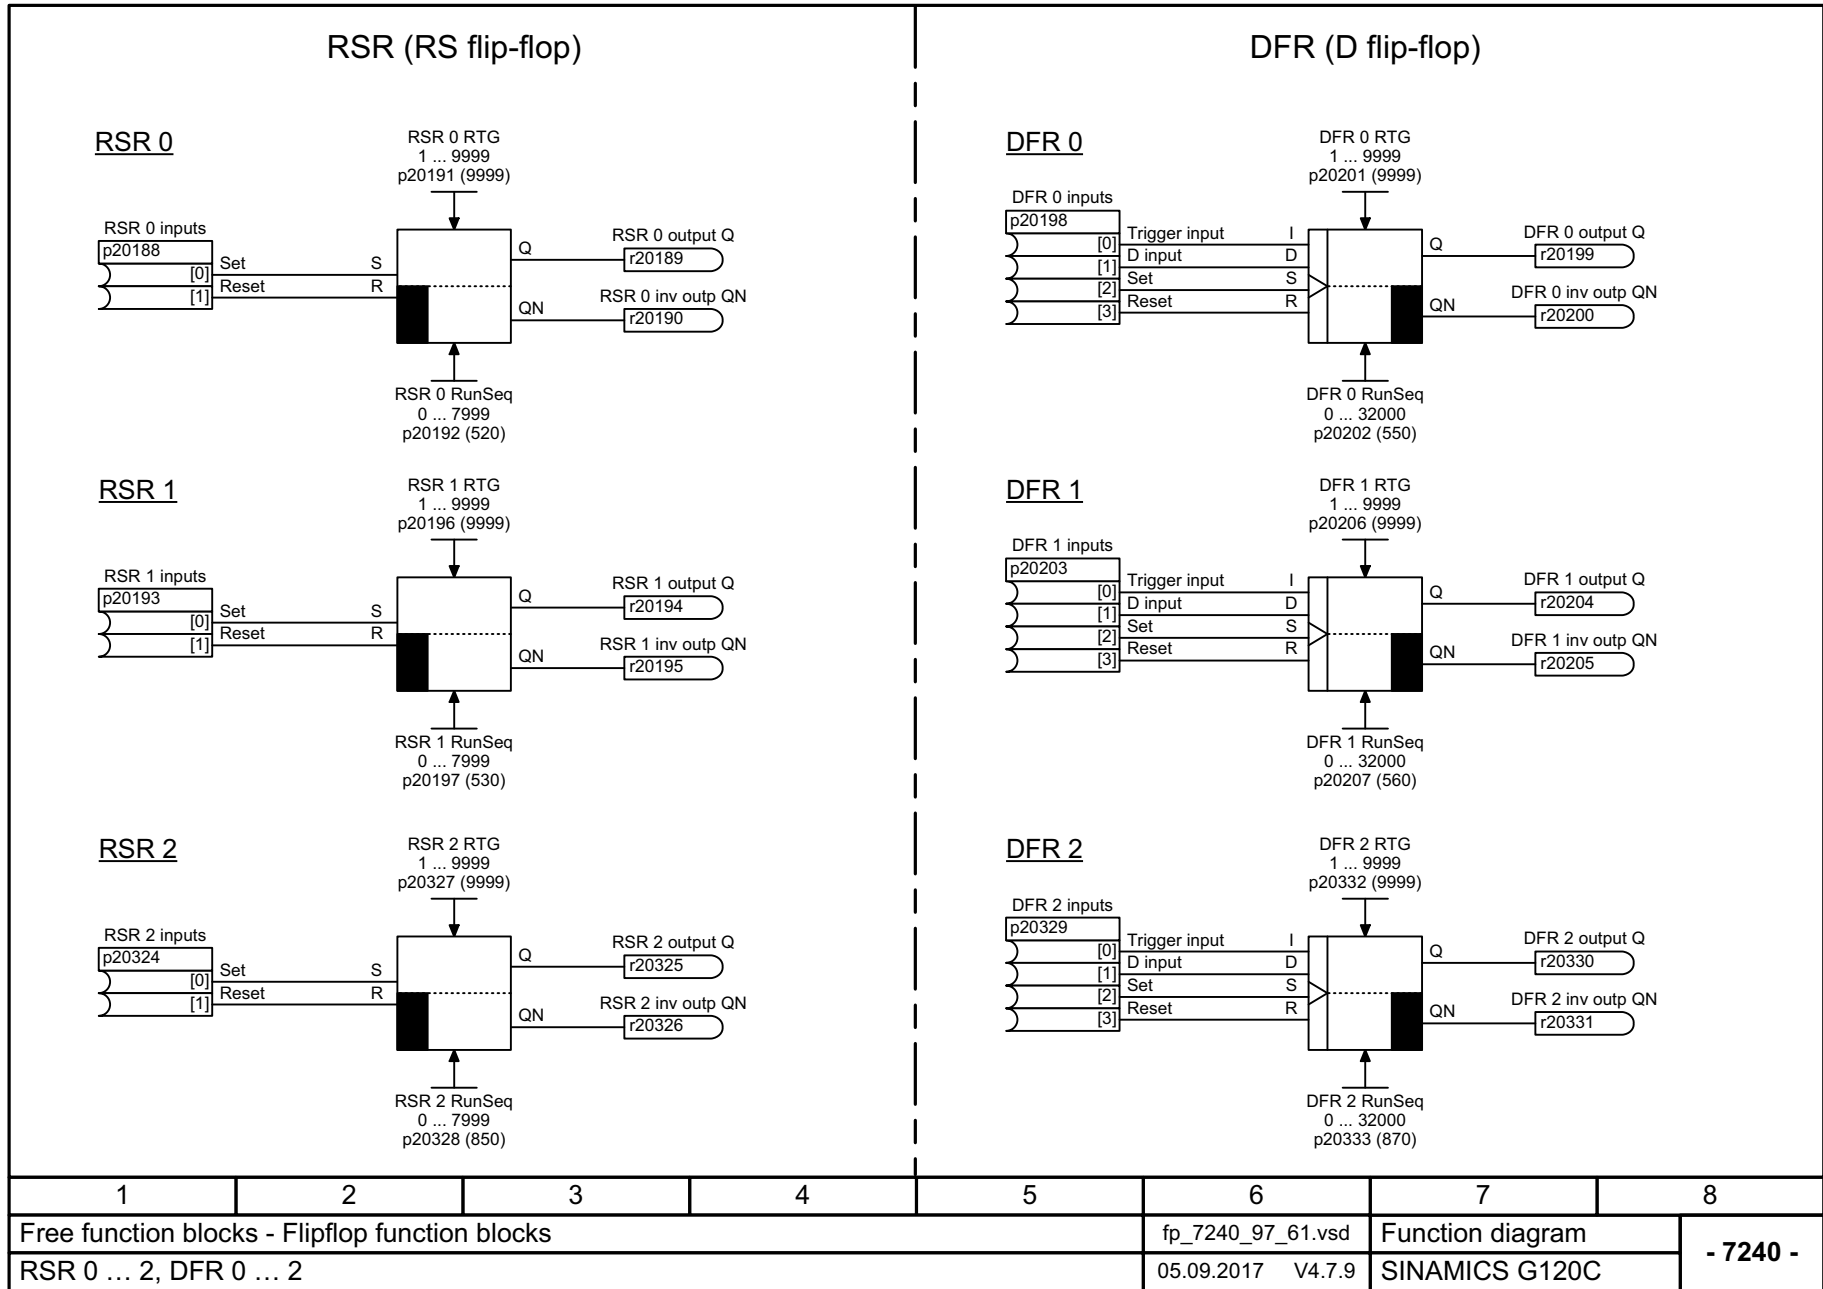 RSR (RS flip-flop)
RSR 0
RSR 0 RTG
1 ... 9999
p20191 (9999)
RSR 0 inputs
p20188
[0]
Set
S
[1]
Reset
R
Q
RSR 0 output Q
r20189
QN
RSR 0 inv outp QN
r20190
RSR 0 RunSeq
0 ... 7999
p20192 (520)
RSR 1
RSR 1 RTG
1 ... 9999
p20196 (9999)
RSR 1 inputs
p20193
[0]
Set
S
[1]
Reset
R
Q
RSR 1 output Q
r20194
QN
RSR 1 inv outp QN
r20195
RSR 1 RunSeq
0 ... 7999
p20197 (530)
RSR 2
RSR 2 RTG
1 ... 9999
p20327 (9999)
RSR 2 inputs
p20324
[0]
Set
S
[1]
Reset
R
Q
RSR 2 output Q
r20325
QN
RSR 2 inv outp QN
r20326
RSR 2 RunSeq
0 ... 7999
p20328 (850)
DFR (D flip-flop)
DFR 0
DFR 0 RTG
1 ... 9999
p20201 (9999)
DFR 0 inputs
p20198
[0]
Trigger input
I
[1]
D input
D
[2]
Set
S
[3]
Reset
R
Q
DFR 0 output Q
r20199
QN
DFR 0 inv outp QN
r20200
DFR 0 RunSeq
0 ... 32000
p20202 (550)
DFR 1
DFR 1 RTG
1 ... 9999
p20206 (9999)
DFR 1 inputs
p20203
[0]
Trigger input
I
[1]
D input
D
[2]
Set
S
[3]
Reset
R
Q
DFR 1 output Q
r20204
QN
DFR 1 inv outp QN
r20205
DFR 1 RunSeq
0 ... 32000
p20207 (560)
DFR 2
DFR 2 RTG
1 ... 9999
p20332 (9999)
DFR 2 inputs
p20329
[0]
Trigger input
I
[1]
D input
D
[2]
Set
S
[3]
Reset
R
Q
DFR 2 output Q
r20330
QN
DFR 2 inv outp QN
r20331
DFR 2 RunSeq
0 ... 32000
p20333 (870)
1 2 3 4 5 6 7 8
Free function blocks - Flipflop function blocks
fp_7240_97_61.vsd
Function diagram
- 7240 -
RSR 0 … 2, DFR 0 … 2
05.09.2017 V4.7.9
SINAMICS G120C